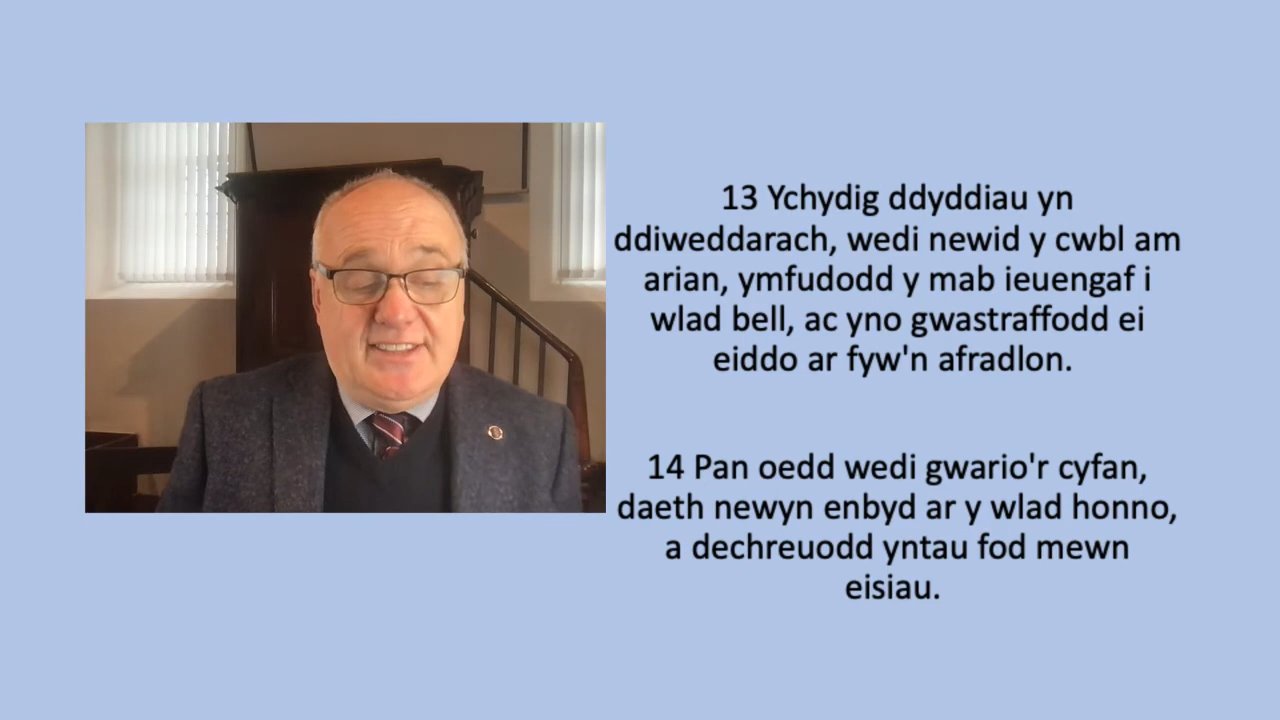 13 Ychydig ddyddiau yn
ddiweddarach, wedi newid y cwbl am
arian, ymfudodd y mab ieuengaf i
wlad bell, ac yno gwastraffodd ei
eiddo ar fyw'n afradlon.
14 Pan oedd wedi gwario'r cyfan,
daeth newyn enbyd ar y wlad honno,
a dechreuodd yntau fod mewn
eisiau.